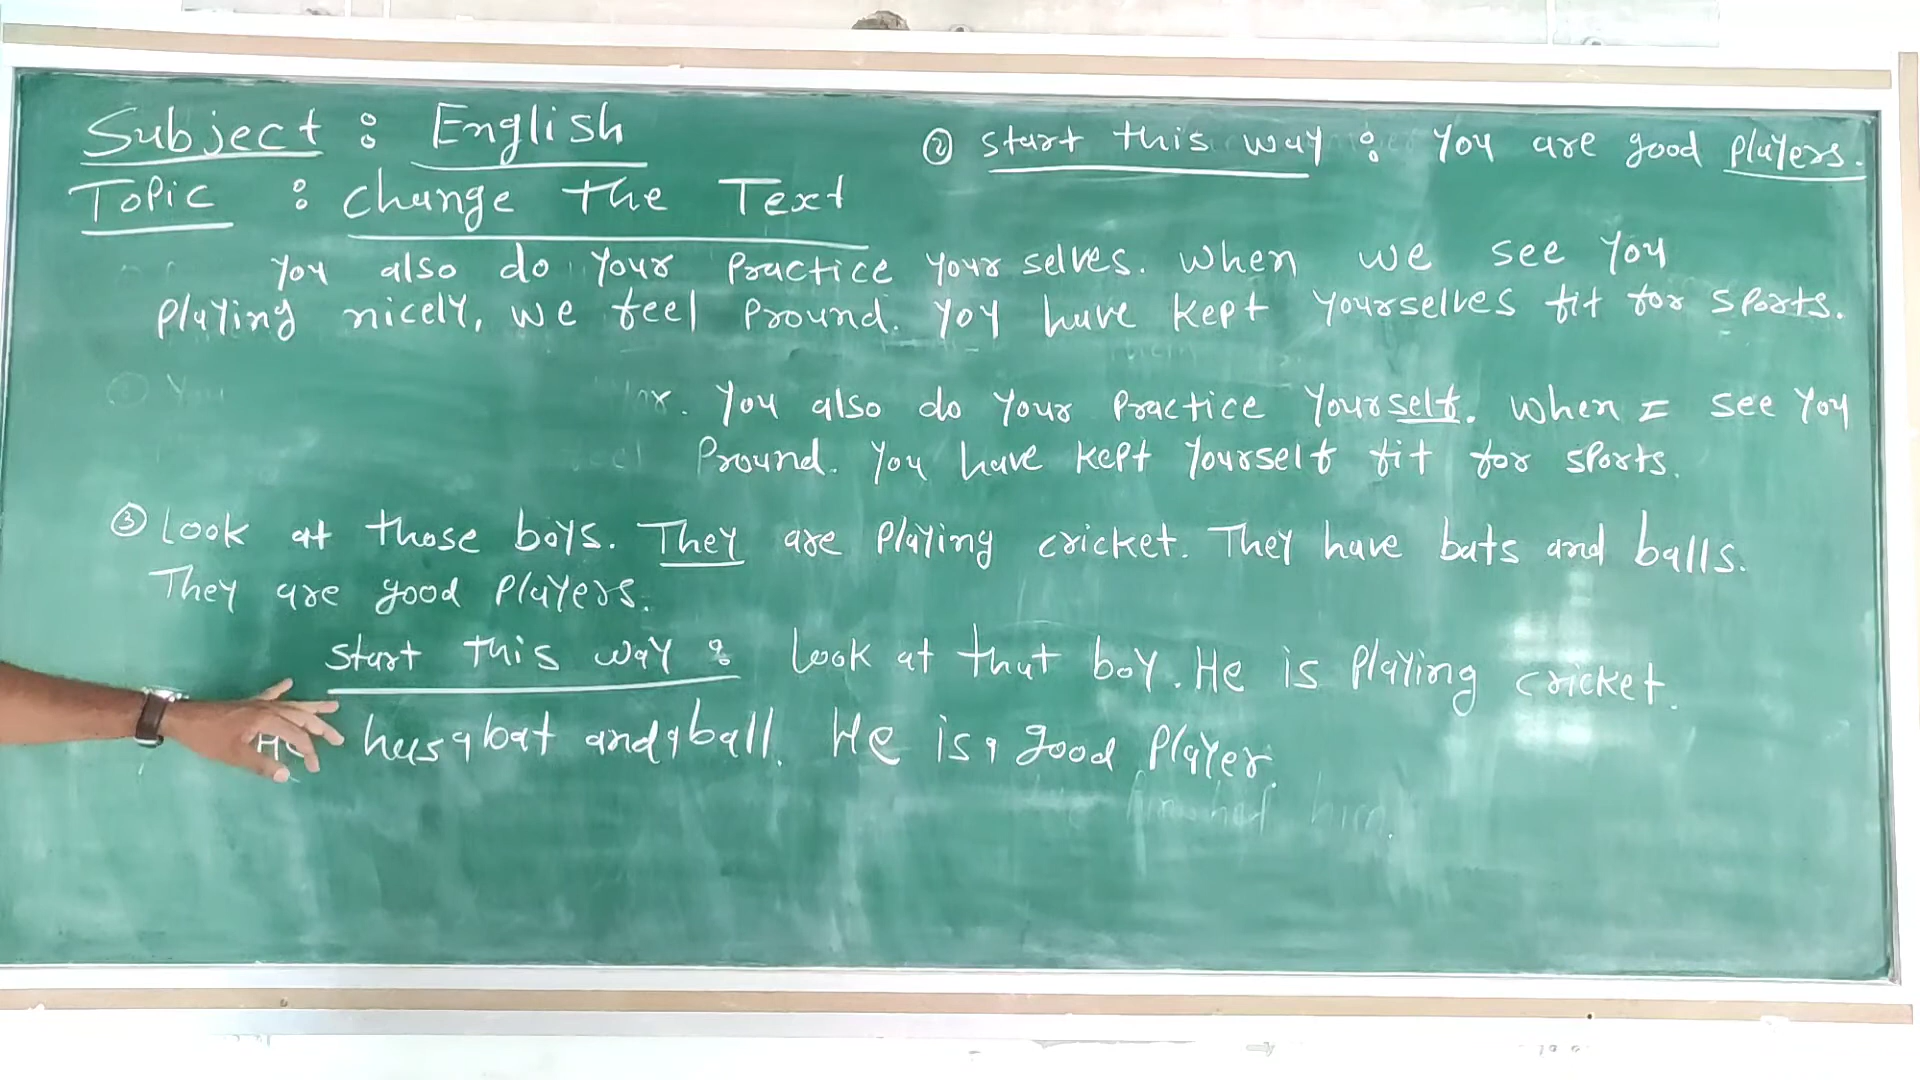 Subject : English
② Start this way : You are good players.
Topic : Change The Text
You also do your practice your selves. When we see you
playing nicely, we feel pround. You have kept yourselves fit for sports.
You also do your practice yourself. When I see you
pround. You have kept yourself fit for sports.
③ Look at those boys. They are playing cricket. They have bats and balls.
They are good players.
Start this way : Look at that boy. He is playing cricket.
He has a bat and a ball. He is a good player.